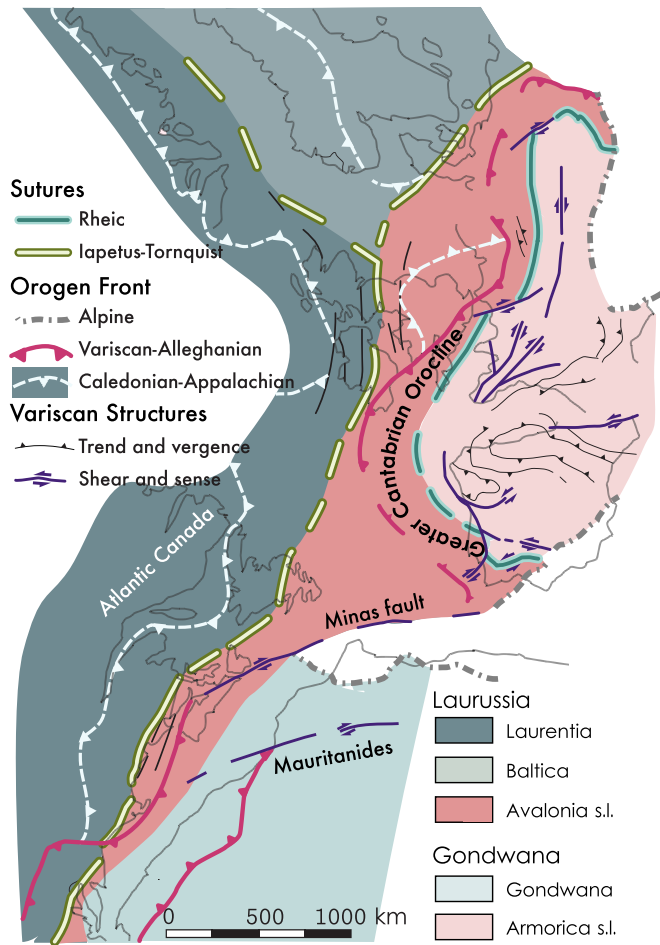 Sutures
Rheic
Iapetus-Tornquist
Orogen Front
Alpine
Variscan-Alleghanian
Caledonian-Appalachian
Variscan Structures
Trend and vergence
Shear and sense
Greater Cantabrian Orocline
Atlantic Canada
Minas fault
Mauritanides
Laurussia
Laurentia
Baltica
Avalonia s.l.
Gondwana
Gondwana
Armorica s.l.
0 500 1000 km